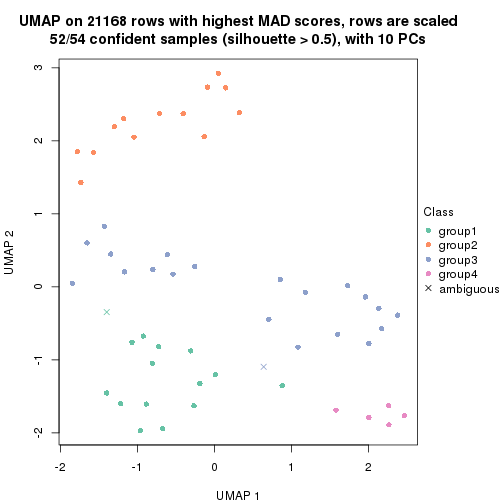 UMAP on 21168 rows with highest MAD scores, rows are scaled
52/54 confident samples (silhouette > 0.5), with 10 PCs
3
2
1
0
-1
-2
UMAP 2
-2
-1
0
1
2
UMAP 1
Class
group1
group2
group3
group4
ambiguous